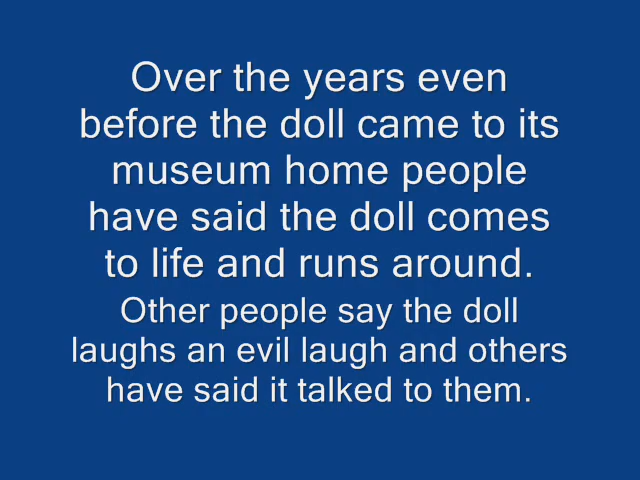 Over the years even
before the doll came to its
museum home people
have said the doll comes
to life and runs around.
Other people say the doll
laughs an evil laugh and others
have said it talked to them.